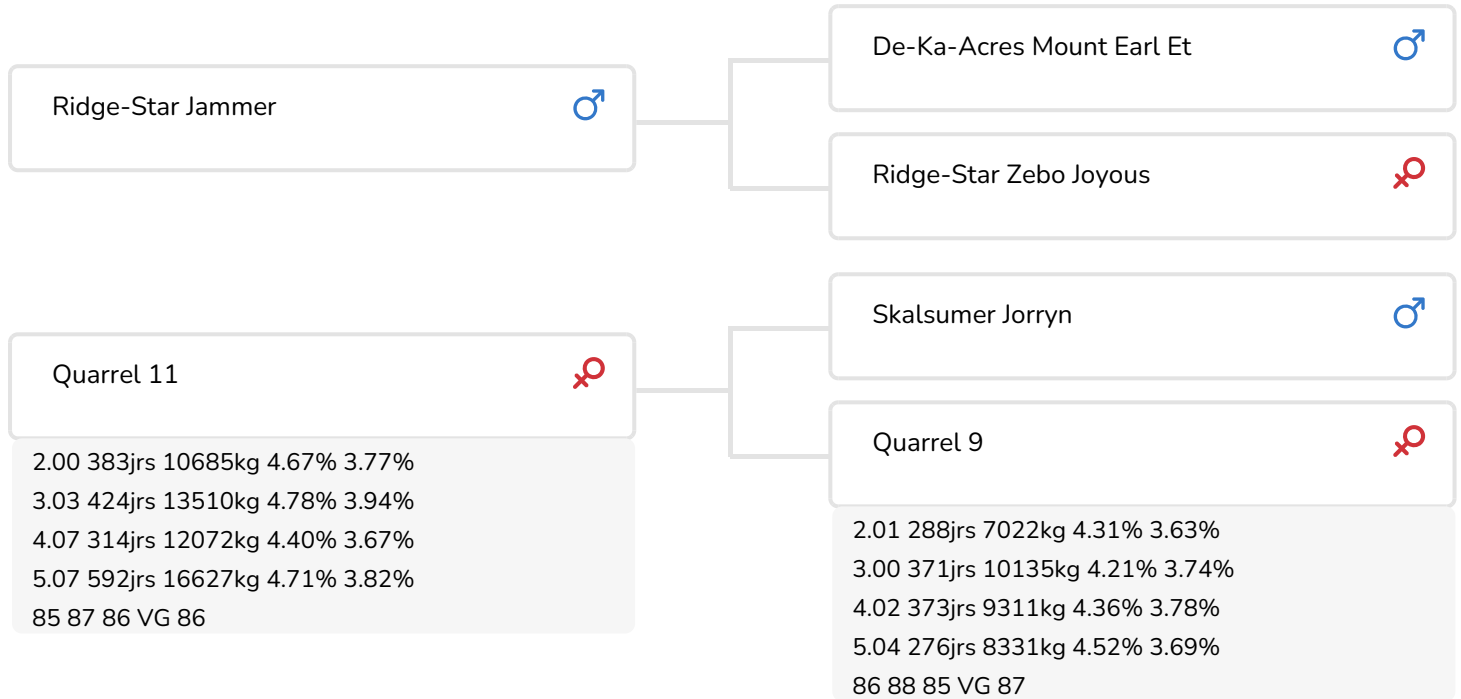 Ridge-Star Jammer
De-Ka-Acres Mount Earl Et
Ridge-Star Zebo Joyous
Quarrel 11
2.00 383jrs 10685kg 4.67% 3.77%
3.03 424jrs 13510kg 4.78% 3.94%
4.07 314jrs 12072kg 4.40% 3.67%
5.07 592jrs 16627kg 4.71% 3.82%
85 87 86 VG 86
Skalsumer Jorryn
Quarrel 9
2.01 288jrs 7022kg 4.31% 3.63%
3.00 371jrs 10135kg 4.21% 3.74%
4.02 373jrs 9311kg 4.36% 3.78%
5.04 276jrs 8331kg 4.52% 3.69%
86 88 85 VG 87